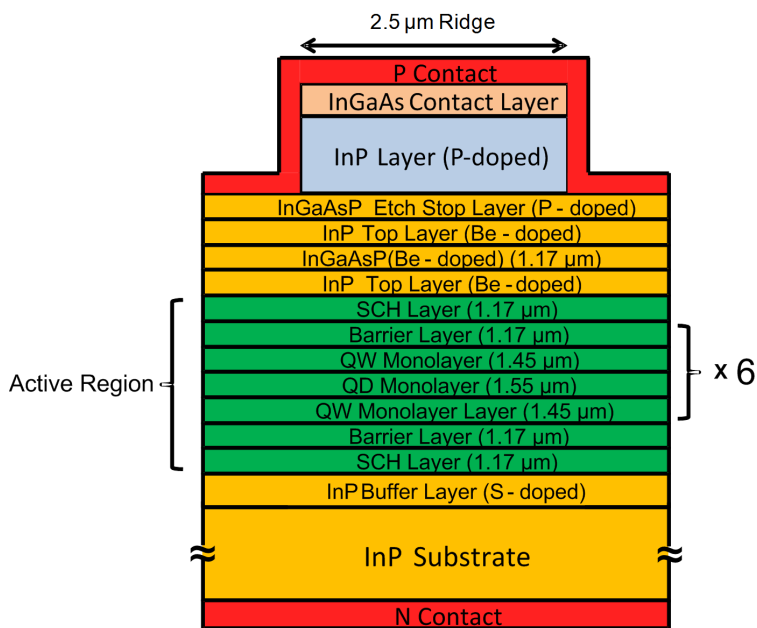 2.5 µm Ridge
P Contact
InGaAs Contact Layer
InP Layer (P-doped)
InGaAsP Etch Stop Layer (P - doped)
InP Top Layer (Be - doped)
InGaAsP(Be - doped) (1.17 µm)
InP Top Layer (Be - doped)
SCH Layer (1.17 µm)
Barrier Layer (1.17 µm)
QW Monolayer (1.45 µm)
Active Region
x 6
QD Monolayer (1.55 µm)
QW Monolayer Layer (1.45 µm)
Barrier Layer (1.17 µm)
SCH Layer (1.17 µm)
InP Buffer Layer (S - doped)
InP Substrate
N Contact